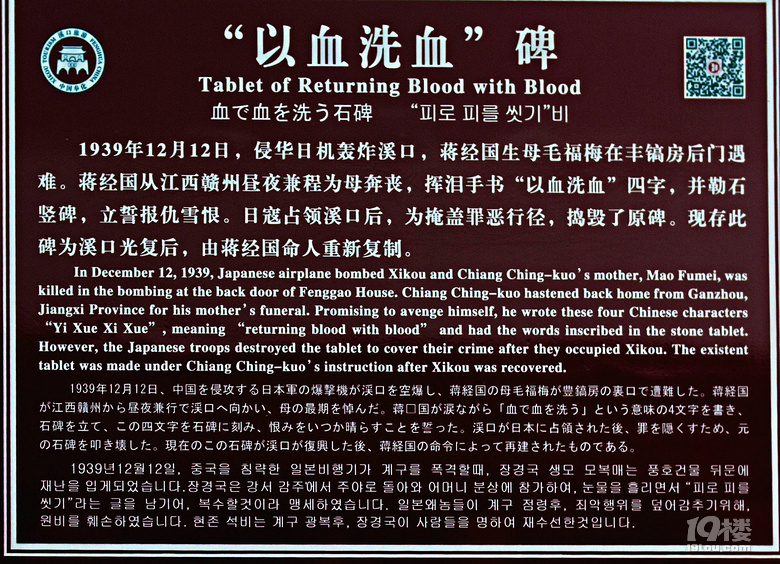 溪口旅游
XIKOU TOURISM FENGHUA CHINA
中国奉化
“以血洗血”碑
Tablet of Returning Blood with Blood
血で血を洗う石碑 “피로 피를 씻기”비
1939年12月12日，侵华日机轰炸溪口，蒋经国生母毛福梅在丰镐房后门遇
难。蒋经国从江西赣州昼夜兼程为母奔丧，挥泪手书“以血洗血”四字，并勒石
竖碑，立誓报仇雪恨。日寇占领溪口后，为掩盖罪恶行径，捣毁了原碑。现存此
碑为溪口光复后，由蒋经国命人重新复制。
In December 12, 1939, Japanese airplane bombed Xikou and Chiang Ching-kuo’s mother, Mao Fumei, was
killed in the bombing at the back door of Fenggao House. Chiang Ching-kuo hastened back home from Ganzhou,
Jiangxi Province for his mother’s funeral. Promising to avenge himself, he wrote these four Chinese characters
“Yi Xue Xi Xue”, meaning “returning blood with blood” and had the words inscribed in the stone tablet.
However, the Japanese troops destroyed the tablet to cover their crime after they occupied Xikou. The existent
tablet was made under Chiang Ching-kuo’s instruction after Xikou was recovered.
1939年12月12日、中国を侵攻する日本軍の爆撃機が渓口を空爆し、蒋経国の母毛福梅が豊鎬房の裏口で遭難した。蒋経国
が江西贛州から昼夜兼行で渓口へ向かい、母の最期を悼んだ。蒋□国が涙ながら「血で血を洗う」という意味の4文字を書き、
石碑を立て、この四文字を石碑に刻み、恨みをいつか晴らすことを誓った。渓口が日本に占領された後、罪を隠くすため、元
の石碑を叩き壊した。現在のこの石碑が渓口が復興した後、蒋経国の命令によって再建されたものである。
1939년12월12일, 중국을 침략한 일본비행기가 계구를 폭격할때, 장경국 생모 모복매는 풍호건물 뒤문에
재난을 입게되었습니다.장경국은 강서 감주에서 주야로 돌아와 어머니 분상에 참가하여, 눈물을 흘리면서 “피로 피를
씻기”라는 글을 남기어, 복수할것이라 맹세하였습니다. 일본왜놈들이 계구 점령후, 죄악행위를 덮어감추기위해,
원비를 훼손하였습니다. 현존 석비는 계구 광복후, 장경국이 사람들을 명하여 재수선한것입니다.
19楼
19lou.com